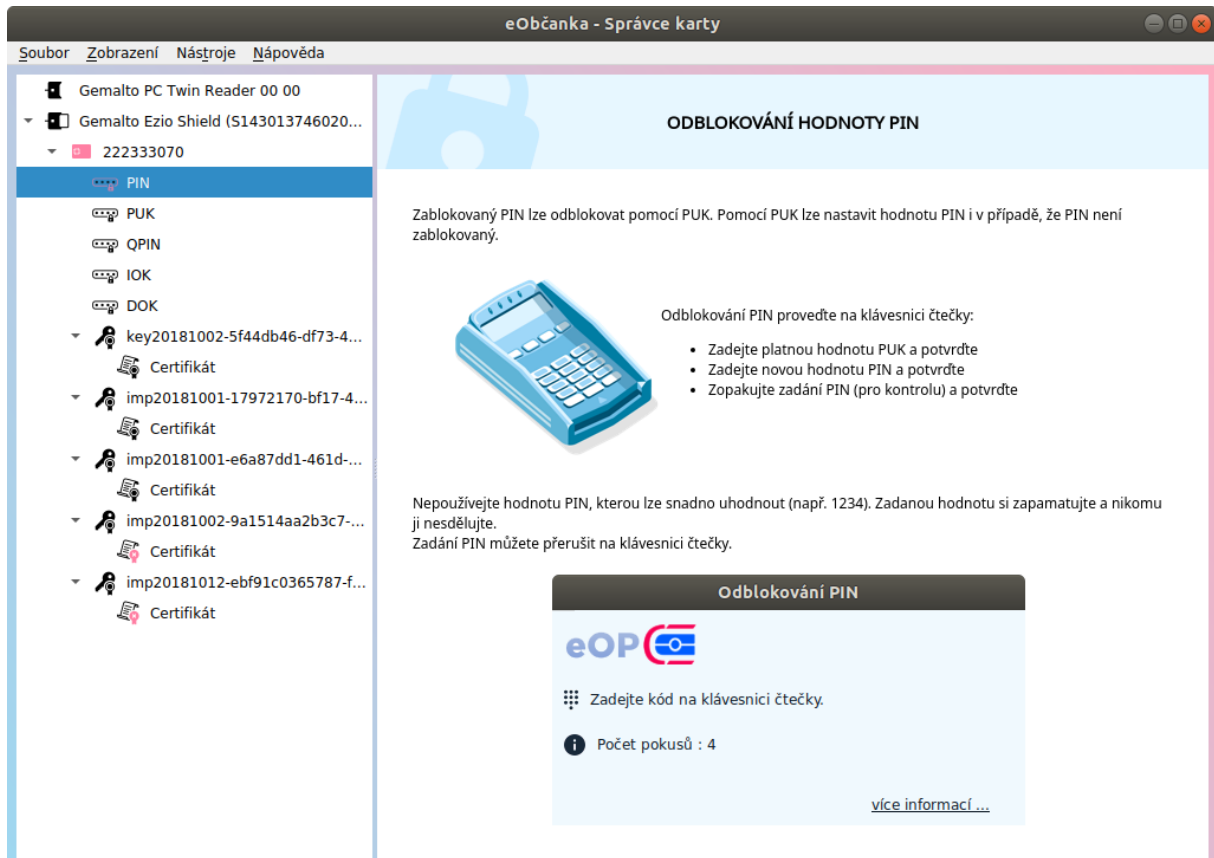 eObčanka - Správce karty
Soubor Zobrazení Nástroje Nápověda
Gemalto PC Twin Reader 00 00
Gemalto Ezio Shield (S143013746020...
222333070
PIN
PUK
QPIN
IOK
DOK
key20181002-5f44db46-df73-4...
Certifikát
imp20181001-17972170-bf17-4...
Certifikát
imp20181001-e6a87dd1-461d-...
Certifikát
imp20181002-9a1514aa2b3c7-...
Certifikát
imp20181012-ebf91c0365787-f...
Certifikát
ODBLOKOVÁNÍ HODNOTY PIN
Zablokovaný PIN lze odblokovat pomocí PUK. Pomocí PUK lze nastavit hodnotu PIN i v případě, že PIN není
zablokovaný.
Odblokování PIN proveďte na klávesnici čtečky:
• Zadejte platnou hodnotu PUK a potvrďte
• Zadejte novou hodnotu PIN a potvrďte
• Zopakujte zadání PIN (pro kontrolu) a potvrďte
Nepoužívejte hodnotu PIN, kterou lze snadno uhodnout (např. 1234). Zadanou hodnotu si zapamatujte a nikomu
ji nesdělujte.
Zadání PIN můžete přerušit na klávesnici čtečky.
Odblokování PIN
eOP
Zadejte kód na klávesnici čtečky.
Počet pokusů : 4
více informací ...